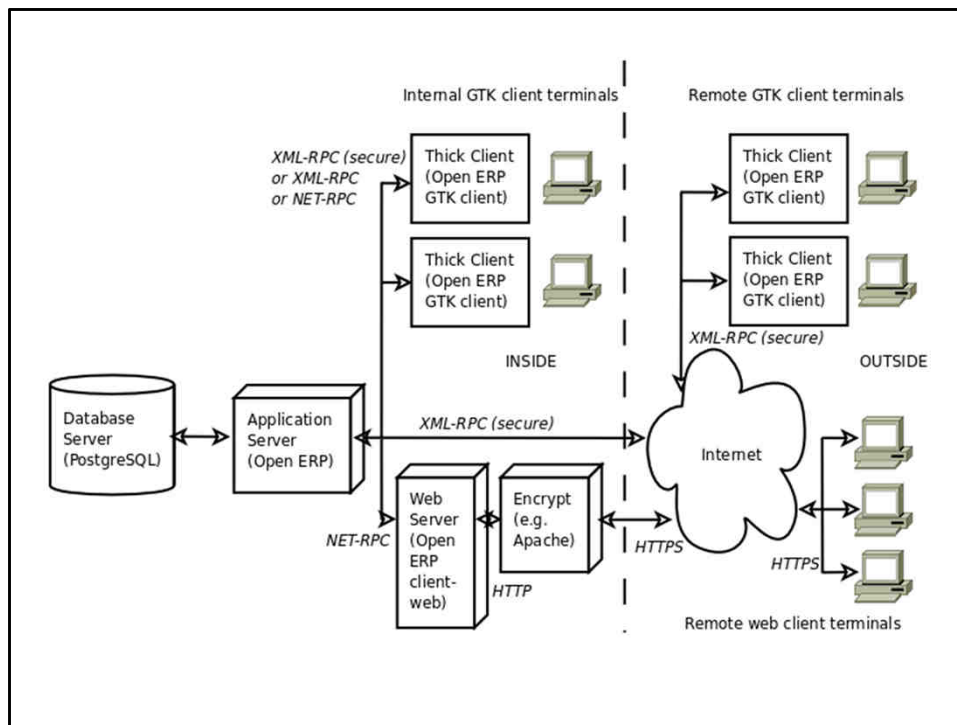 Internal GTK client terminals
Remote GTK client terminals
XML-RPC (secure)
or XML-RPC
or NET-RPC
Thick Client
(Open ERP
GTK client)
Thick Client
(Open ERP
GTK client)
Thick Client
(Open ERP
GTK client)
Thick Client
(Open ERP
GTK client)
XML-RPC (secure)
INSIDE
OUTSIDE
Database
Server
(PostgreSQL)
Application
Server
(Open ERP)
XML-RPC (secure)
Internet
Web
Server
(Open
ERP
client-
web)
Encrypt
(e.g.
Apache)
NET-RPC
HTTP
HTTPS
HTTPS
Remote web client terminals